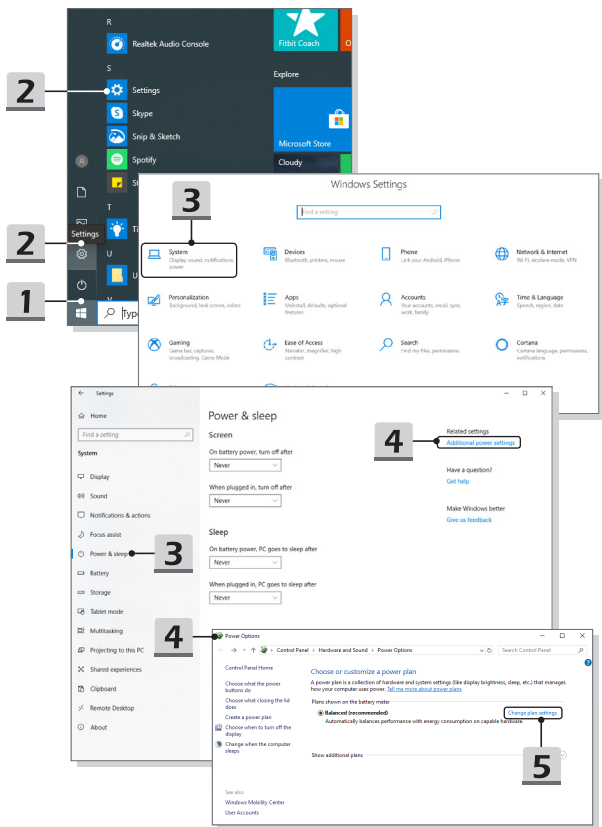 R
Realtek Audio Console
Fitbit Coach
S
Explore
2
Settings
Skype
Snip & Sketch
Microsoft Store
Spotify
Cloudy
T
2
Settings
U
1
Type
3
Windows Settings
Find a setting
System
Display, sound, notifications,
power
Devices
Bluetooth, printers, mouse
Phone
Link your Android, iPhone
Network & Internet
Wi-Fi, airplane mode, VPN
Personalization
Background, lock screen, colors
Apps
Uninstall, defaults, optional
features
Accounts
Your accounts, email, sync,
work, family
Time & Language
Speech, region, date
Gaming
Game bar, captures,
broadcasting, Game Mode
Ease of Access
Narrator, magnifier, high
contrast
Search
Find my files, permissions
Cortana
Cortana language, permissions,
notifications
Settings
Home
Find a setting
System
Display
Sound
Notifications & actions
Focus assist
Power & sleep
3
Battery
Storage
Tablet mode
Multitasking
Projecting to this PC
Shared experiences
Clipboard
Remote Desktop
About
Power & sleep
Screen
On battery power, turn off after
Never
When plugged in, turn off after
Never
Sleep
On battery power, PC goes to sleep after
Never
When plugged in, PC goes to sleep after
Never
4
Related settings
Additional power settings
Have a question?
Get help
Make Windows better
Give us feedback
4
Power Options
Control Panel › Hardware and Sound › Power Options
Search Control Panel
Control Panel Home
Choose what the power
buttons do
Choose what closing the lid
does
Create a power plan
Choose when to turn off the
display
Change when the computer
sleeps
See also
Windows Mobility Center
User Accounts
Choose or customize a power plan
A power plan is a collection of hardware and system settings (like display brightness, sleep, etc.) that manages
how your computer uses power. Tell me more about power plans
Plans shown on the battery meter
Balanced (recommended)
Change plan settings
Automatically balances performance with energy consumption on capable hardware.
Show additional plans
5